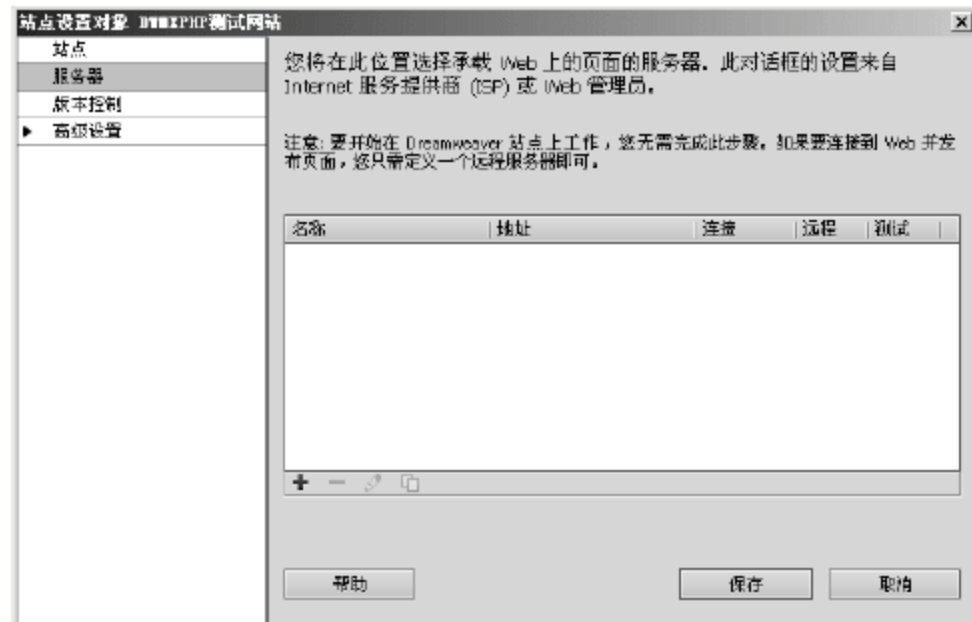 站点设置对象 DWMXPHP测试网站
站点
服务器
版本控制
高级设置
您将在此位置选择承载 Web 上的页面的服务器。此对话框的设置来自
Internet 服务提供商 (ISP) 或 Web 管理员。
注意: 要开始在 Dreamweaver 站点上工作，您无需完成此步骤。如果要连接到 Web 并发
布页面，您只需定义一个远程服务器即可。
名称 地址 连接 远程 测试
帮助 保存 取消